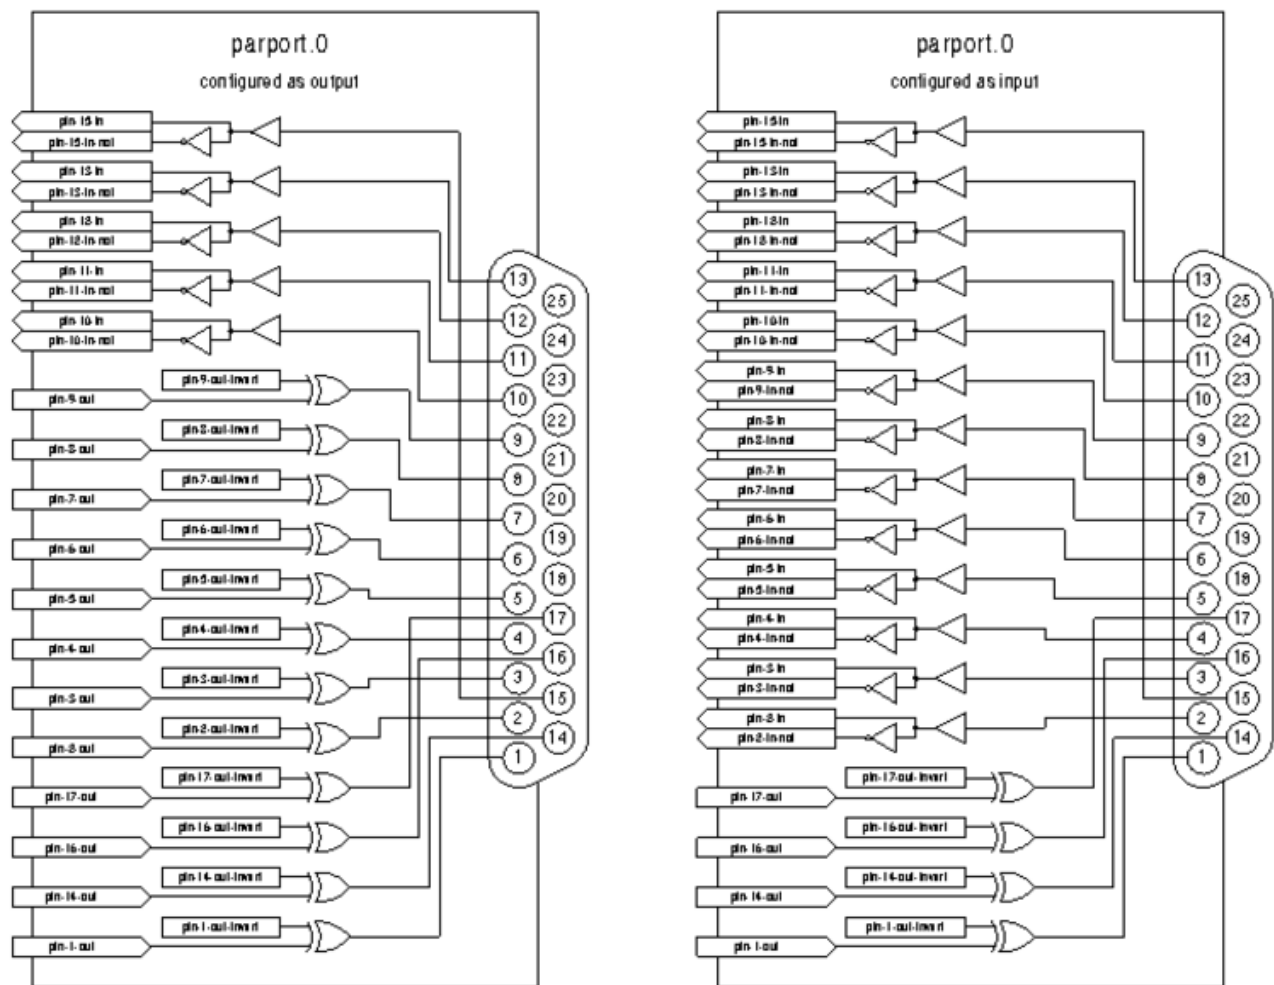 parport.0
configured as output
pin-15-in
pin-15-in-not
pin-13-in
pin-13-in-not
pin-12-in
pin-12-in-not
pin-11-in
pin-11-in-not
pin-10-in
pin-10-in-not
pin-9-out-invert
pin-9-out
pin-8-out-invert
pin-8-out
pin-7-out-invert
pin-7-out
pin-6-out-invert
pin-6-out
pin-5-out-invert
pin-5-out
pin-4-out-invert
pin-4-out
pin-3-out-invert
pin-3-out
pin-2-out-invert
pin-2-out
pin-17-out-invert
pin-17-out
pin-16-out-invert
pin-16-out
pin-14-out-invert
pin-14-out
pin-1-out-invert
pin-1-out
13
25
12
24
11
23
10
22
9
21
8
20
7
19
6
18
5
17
4
16
3
15
2
14
1
parport.0
configured as input
pin-15-in
pin-15-in-not
pin-13-in
pin-13-in-not
pin-12-in
pin-12-in-not
pin-11-in
pin-11-in-not
pin-10-in
pin-10-in-not
pin-9-in
pin-9-in-not
pin-8-in
pin-8-in-not
pin-7-in
pin-7-in-not
pin-6-in
pin-6-in-not
pin-5-in
pin-5-in-not
pin-4-in
pin-4-in-not
pin-3-in
pin-3-in-not
pin-2-in
pin-2-in-not
pin-17-out-invert
pin-17-out
pin-16-out-invert
pin-16-out
pin-14-out-invert
pin-14-out
pin-1-out-invert
pin-1-out
13
25
12
24
11
23
10
22
9
21
8
20
7
19
6
18
5
17
4
16
3
15
2
14
1